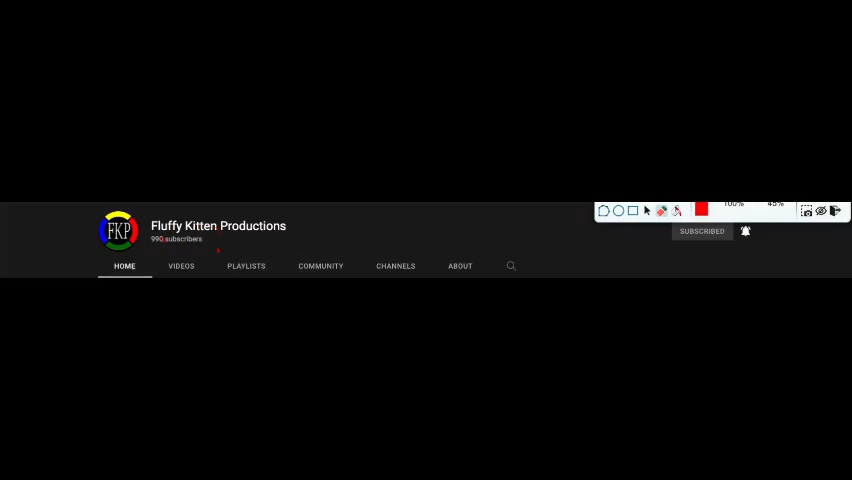 FKP
Fluffy Kitten Productions
990 subscribers
100% 45%
SUBSCRIBED
HOME VIDEOS PLAYLISTS COMMUNITY CHANNELS ABOUT